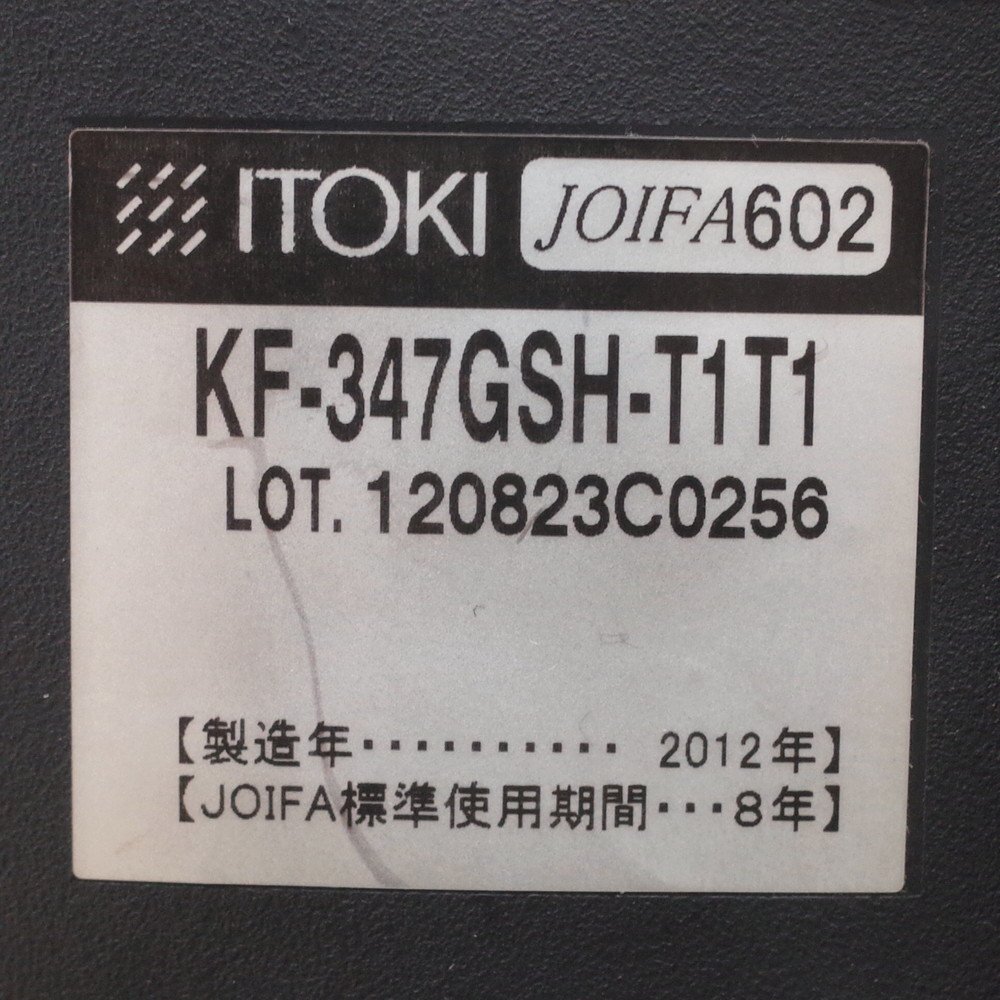 ITOKI JOIFA602
KF-347GSH-T1T1
LOT. 120823C0256
【製造年・・・・・・・・・・・ 2012年】
【JOIFA標準使用期間・・・8年】